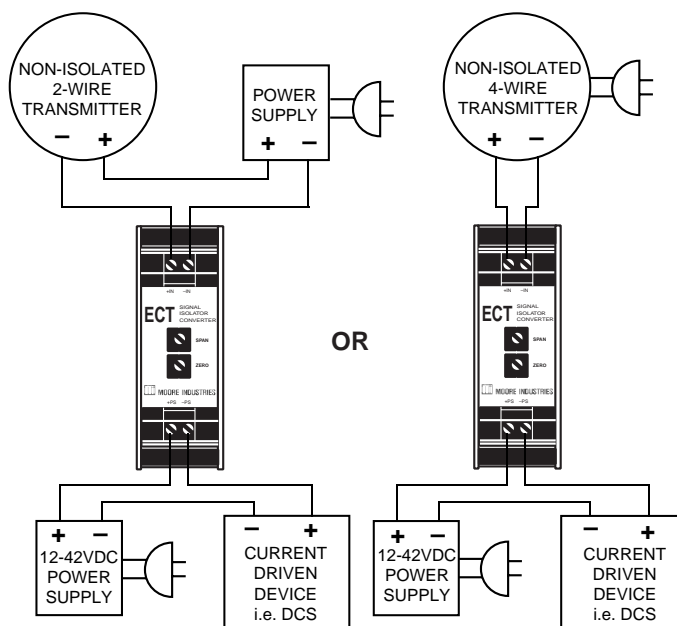 NON-ISOLATED
2-WIRE
TRANSMITTER
– +
POWER
SUPPLY
+ –
+IN –IN
ECT
SIGNAL
ISOLATOR
CONVERTER
SPAN
ZERO
MOORE INDUSTRIES
+PS –PS
+ –
12-42VDC
POWER
SUPPLY
– +
CURRENT
DRIVEN
DEVICE
i.e. DCS
OR
NON-ISOLATED
4-WIRE
TRANSMITTER
+ –
+IN –IN
ECT
SIGNAL
ISOLATOR
CONVERTER
SPAN
ZERO
MOORE INDUSTRIES
+PS –PS
+ –
12-42VDC
POWER
SUPPLY
– +
CURRENT
DRIVEN
DEVICE
i.e. DCS